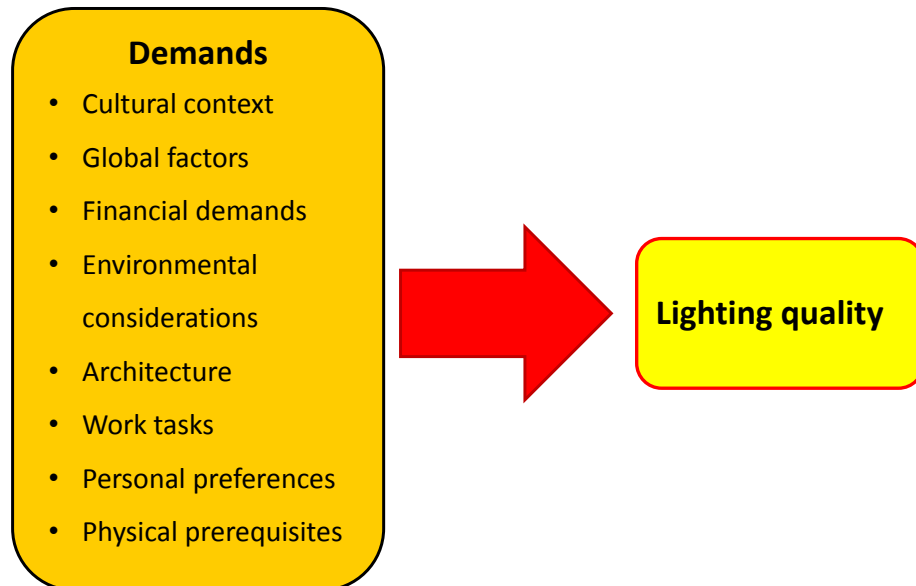 Demands
• Cultural context
• Global factors
• Financial demands
• Environmental
considerations
• Architecture
• Work tasks
• Personal preferences
• Physical prerequisites
Lighting quality